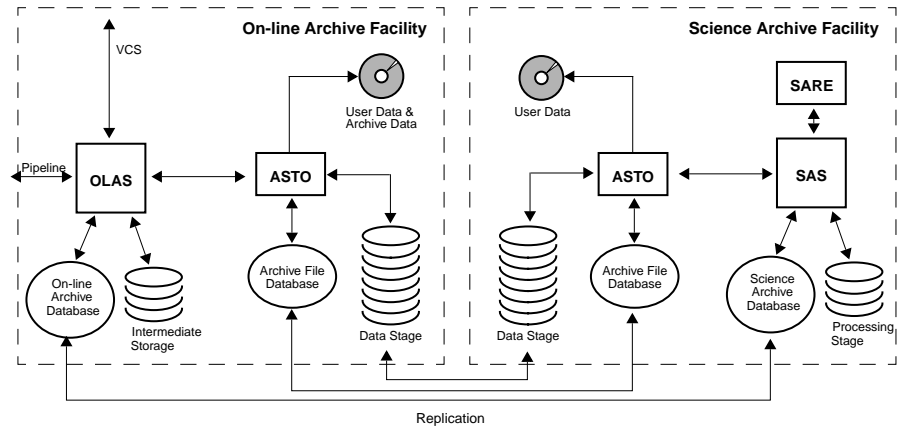 On-line Archive Facility
VCS
User Data &
Archive Data
Pipeline
OLAS
ASTO
On-line
Archive
Database
Intermediate
Storage
Archive File
Database
Data Stage
Science Archive Facility
User Data
SARE
ASTO
SAS
Data Stage
Archive File
Database
Science
Archive
Database
Processing
Stage
Replication